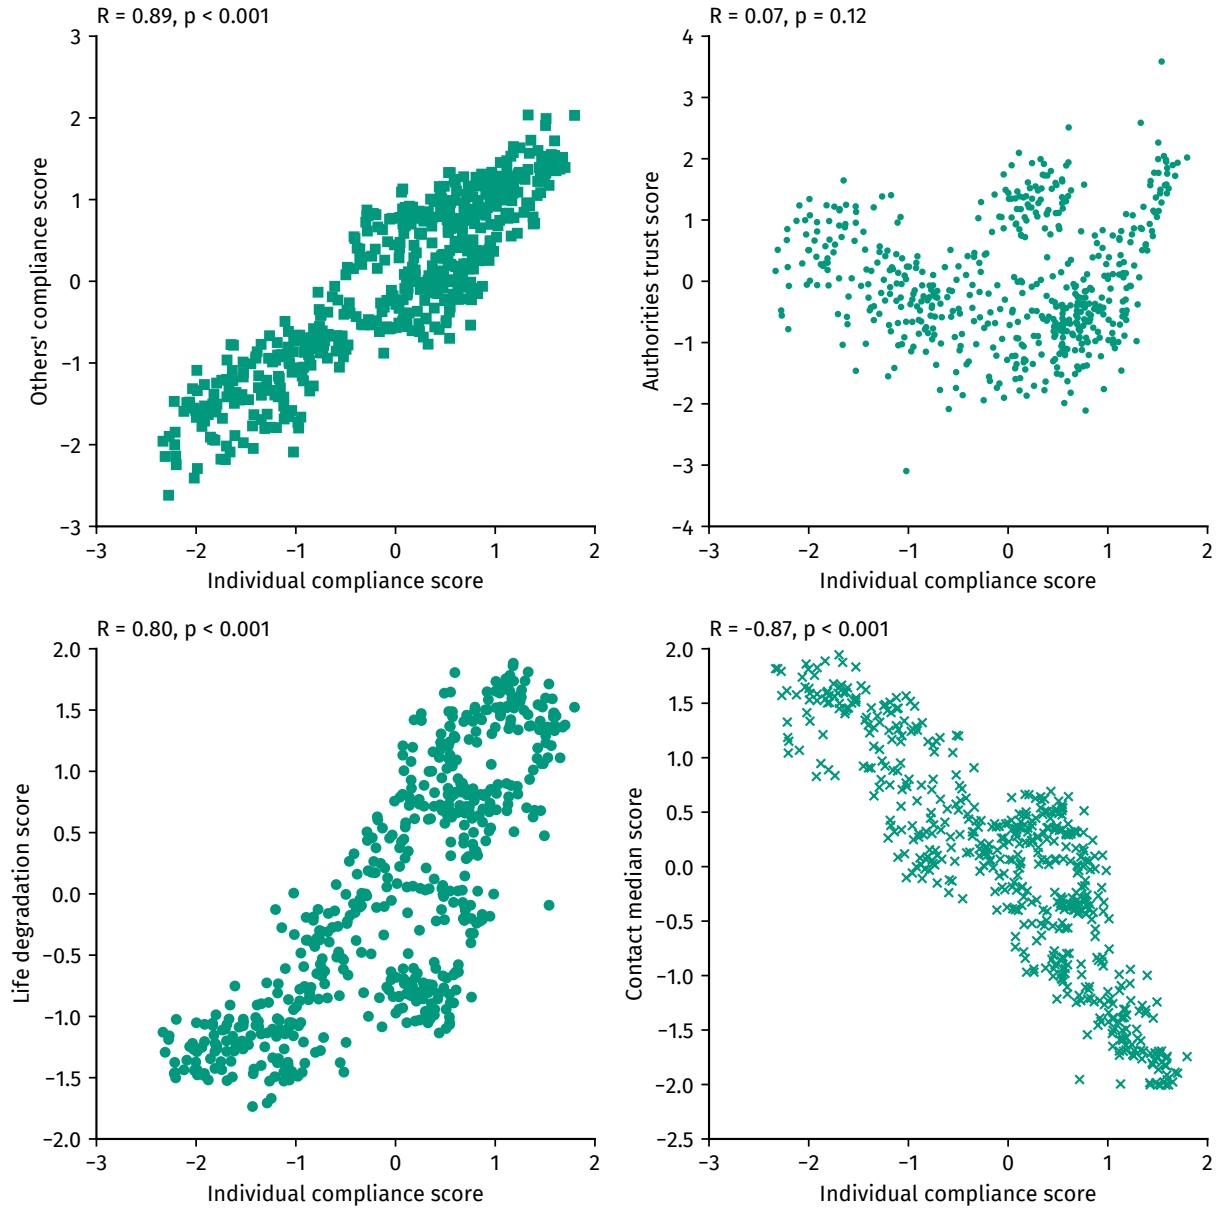 R = 0.89, p < 0.001
3
2
1
0
−1
−2
−3
−3 −2 −1 0 1 2
Others' compliance score
Individual compliance score
R = 0.07, p = 0.12
4
3
2
1
0
−1
−2
−3
−4
−3 −2 −1 0 1 2
Authorities trust score
Individual compliance score
R = 0.80, p < 0.001
2.0
1.5
1.0
0.5
0.0
−0.5
−1.0
−1.5
−2.0
−3 −2 −1 0 1 2
Life degradation score
Individual compliance score
R = -0.87, p < 0.001
2.0
1.5
1.0
0.5
0.0
−0.5
−1.0
−1.5
−2.0
−2.5
−3 −2 −1 0 1 2
Contact median score
Individual compliance score